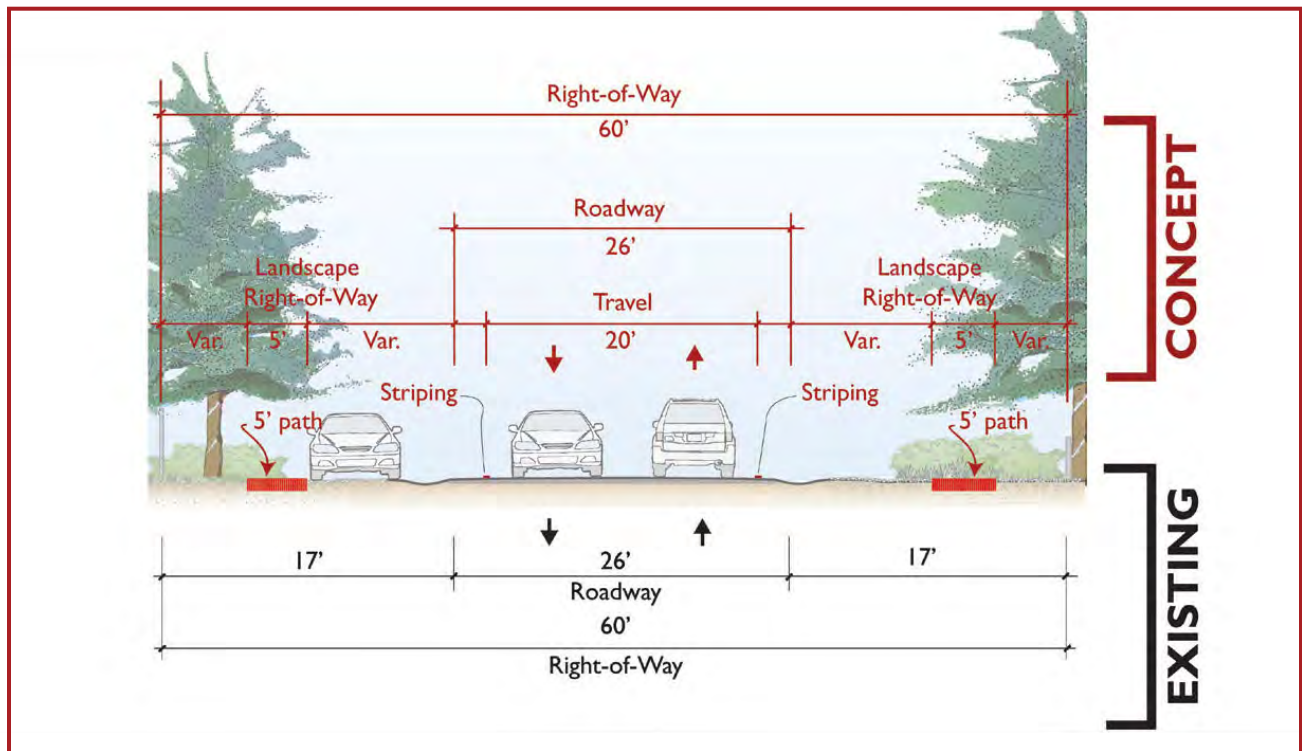 Right-of-Way
60’
Roadway
26’
Landscape
Right-of-Way
Landscape
Right-of-Way
Travel
Var.
5’
Var.
20’
Var.
5’
Var.
Striping
Striping
5’ path
5’ path
CONCEPT
17’
26’
17’
Roadway
60’
Right-of-Way
EXISTING